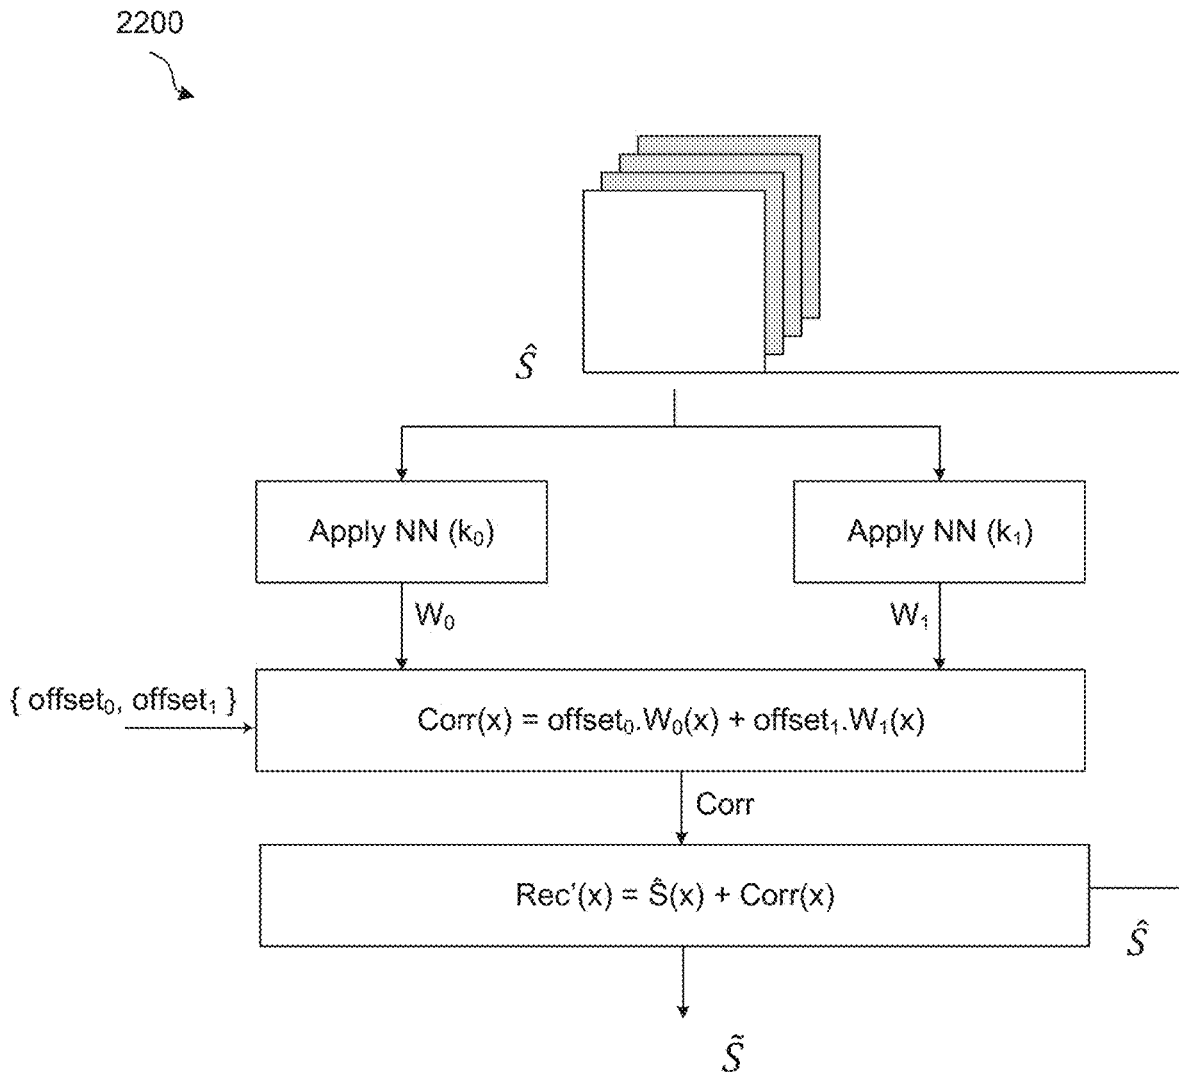 2200
Ŝ
Apply NN (k₀)
Apply NN (k₁)
W₀
W₁
{ offset₀, offset₁ }
Corr(x) = offset₀.W₀(x) + offset₁.W₁(x)
Corr
Rec'(x) = Ŝ(x) + Corr(x)
Ŝ
S̃